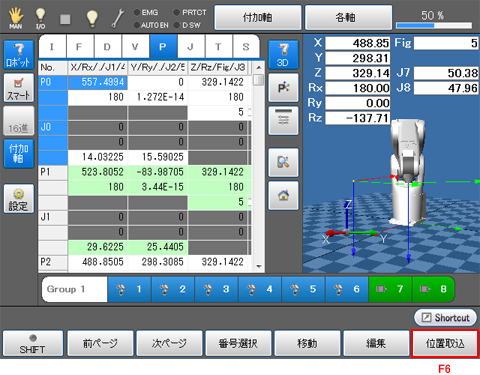 MAN
I/O
EMG
PRTCT
AUTO EN
D SW
付加軸
各軸
50 %
ロボット
I F D V P J T S
3D
No. X/Rx/ /J1/4 Y/Ry/ /J2/5 Z/Rz/Fig/J3
P0 557.4994 0 329.1422
180 1.272E-14 180
5
J0 0 0 0
0 0 0
14.03225 15.59025
P1 523.8052 -83.98705 329.1422
180 3.44E-15 180
5
J1 0 0 0
0 0 0
29.6225 25.4405
P2 488.8505 298.3085 329.1422
スマート
16進
付加軸
設定
P:
X 488.85 Fig 5
Y 298.31
Z 329.14 J7 50.38
Rx 180.00 J8 47.96
Ry 0.00
Rz -137.71
Z
X
Y
Group 1 1 2 3 4 5 6 7 8
Shortcut
SHIFT 前ページ 次ページ 番号選択 移動 編集 位置取込
F6